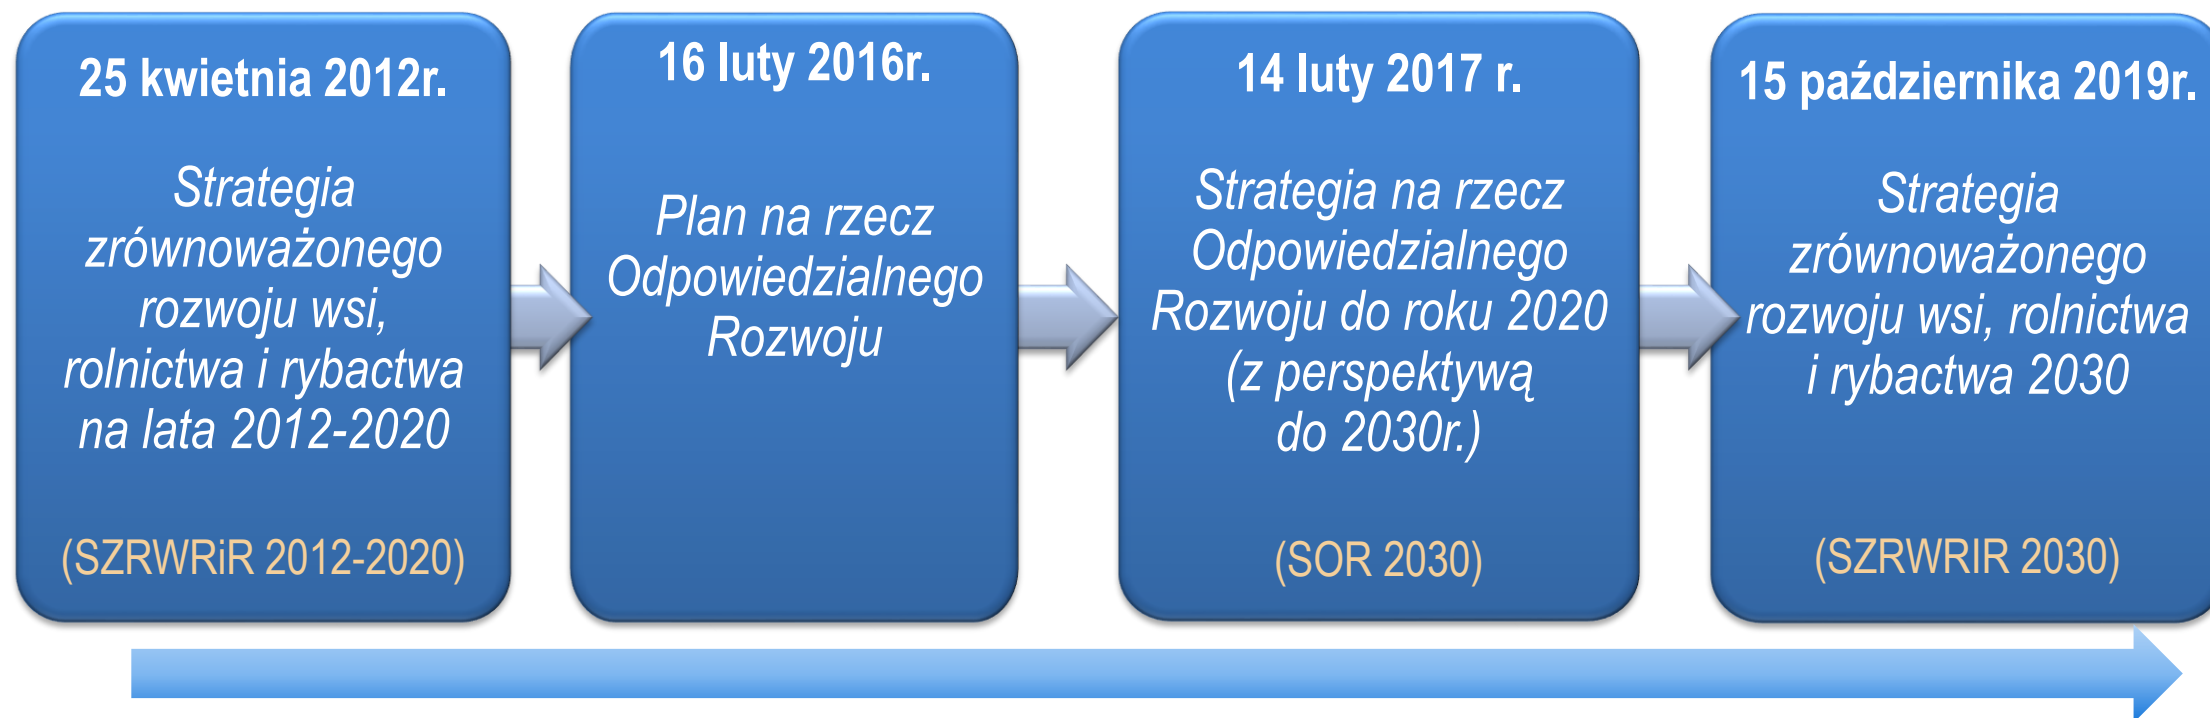 25 kwietnia 2012r.
Strategia
zrównoważonego
rozwoju wsi,
rolnictwa i rybactwa
na lata 2012-2020
(SZRWRiR 2012-2020)
16 luty 2016r.
Plan na rzecz
Odpowiedzialnego
Rozwoju
14 luty 2017 r.
Strategia na rzecz
Odpowiedzialnego
Rozwoju do roku 2020
(z perspektywą
do 2030r.)
(SOR 2030)
15 października 2019r.
Strategia
zrównoważonego
rozwoju wsi, rolnictwa
i rybactwa 2030
(SZRWRIR 2030)